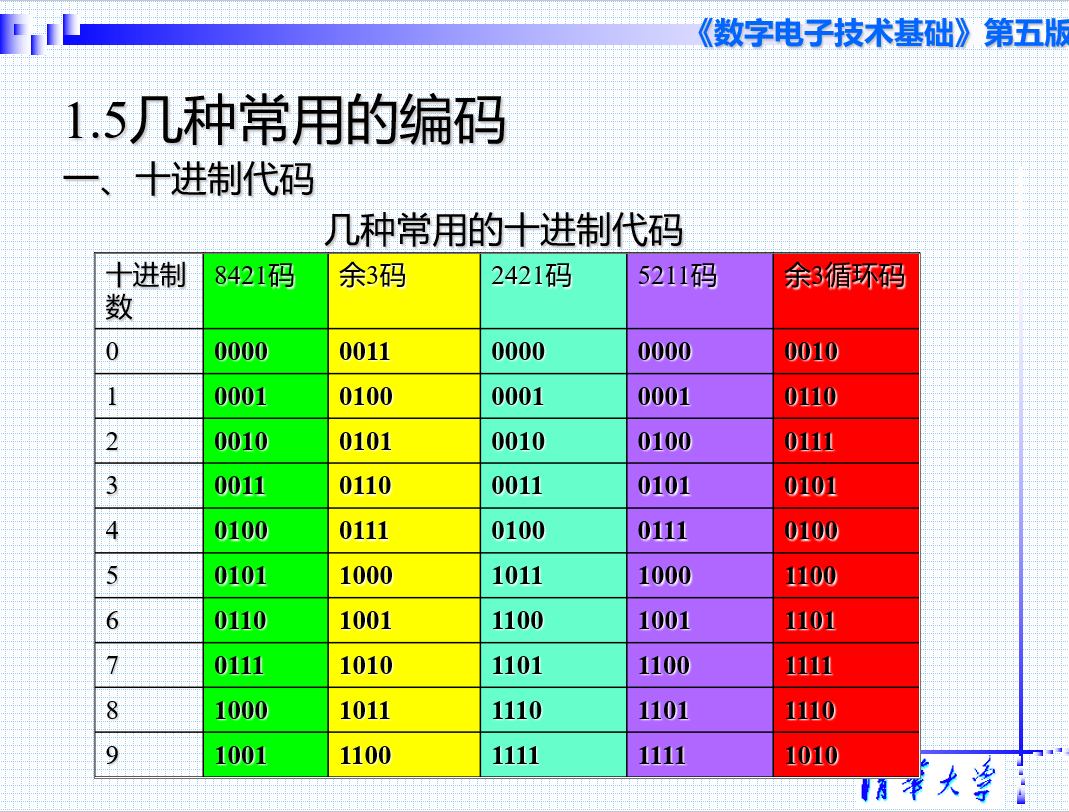 《数字电子技术基础》第五版
1.5几种常用的编码
一、十进制代码
几种常用的十进制代码
十进制数 8421码 余3码 2421码 5211码 余3循环码
0 0000 0011 0000 0000 0010
1 0001 0100 0001 0001 0110
2 0010 0101 0010 0100 0111
3 0011 0110 0011 0101 0101
4 0100 0111 0100 0111 0100
5 0101 1000 1011 1000 1100
6 0110 1001 1100 1001 1101
7 0111 1010 1101 1100 1111
8 1000 1011 1110 1101 1110
9 1001 1100 1111 1111 1010
清华大学